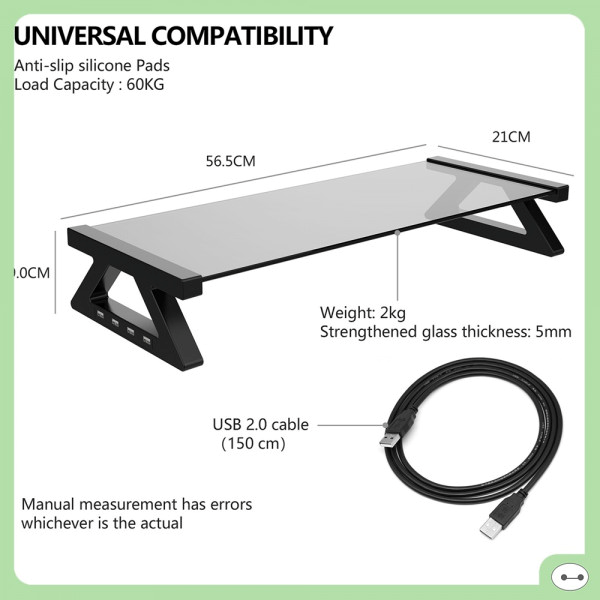 UNIVERSAL COMPATIBILITY
Anti-slip silicone Pads
Load Capacity : 60KG
21CM
56.5CM
.0CM
Weight: 2kg
Strengthened glass thickness: 5mm
USB 2.0 cable
(150 cm)
Manual measurement has errors
whichever is the actual